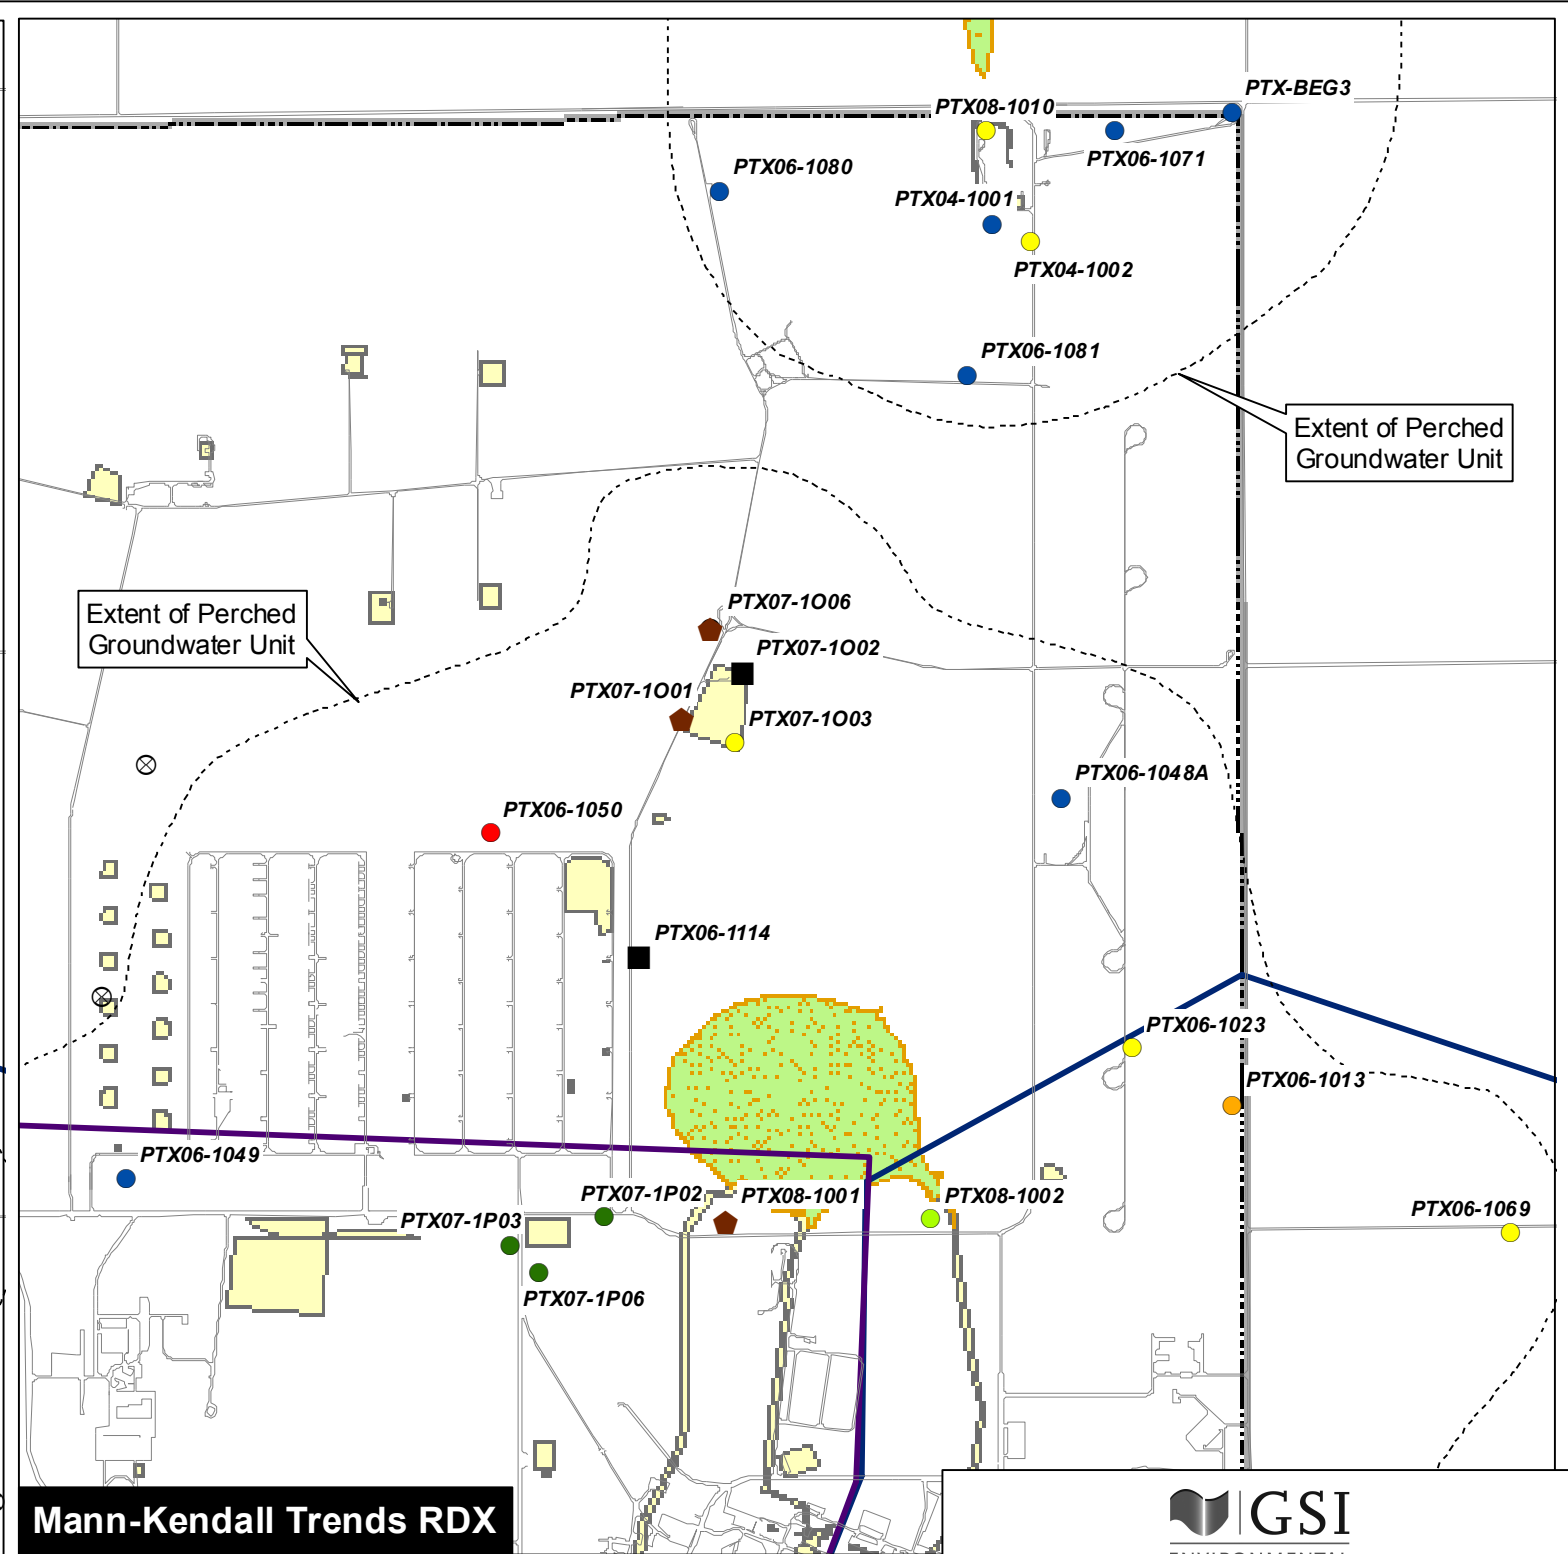 PTX-BEG3
PTX08-1010
PTX06-1071
PTX06-1080
PTX04-1001
PTX04-1002
PTX06-1081
Extent of Perched
Groundwater Unit
Extent of Perched
Groundwater Unit
PTX07-1O06
PTX07-1O02
PTX07-1O01
PTX07-1O03
PTX06-1048A
PTX06-1050
PTX06-1114
PTX06-1023
PTX06-1013
PTX06-1049
PTX07-1P02
PTX08-1001
PTX08-1002
PTX06-1069
PTX07-1P03
PTX07-1P06
Mann-Kendall Trends RDX
GSI
ENVIRONMENTAL